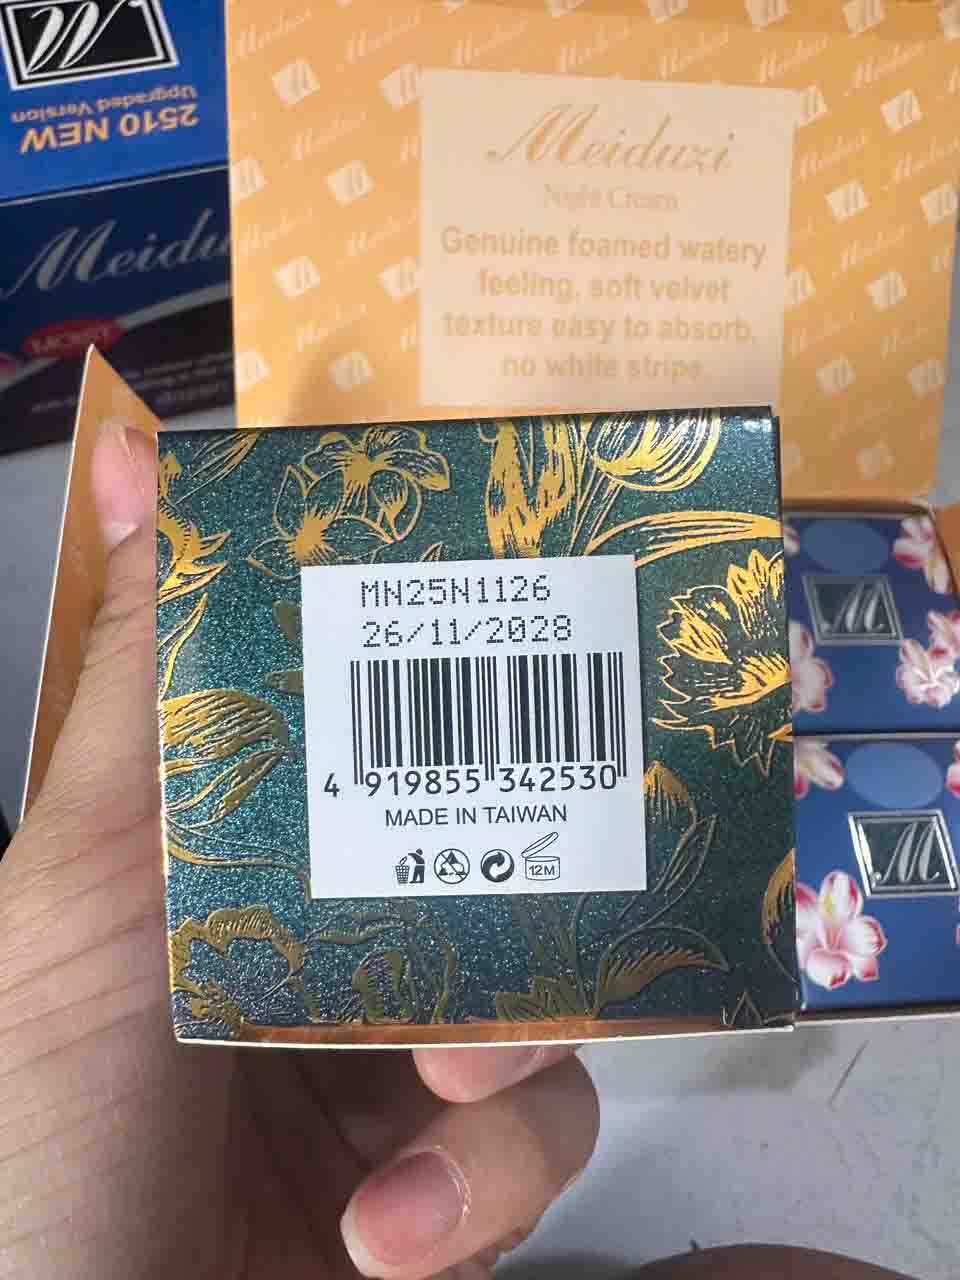 2510 NEW
Upgraded Version
Meiduzi
Night Cream
Genuine foamed watery
feeling, soft velvet
texture easy to absorb,
no white stripe
Meidu
MN25N1126
26/11/2028
4 919855 342530
MADE IN TAIWAN
12M
M
M